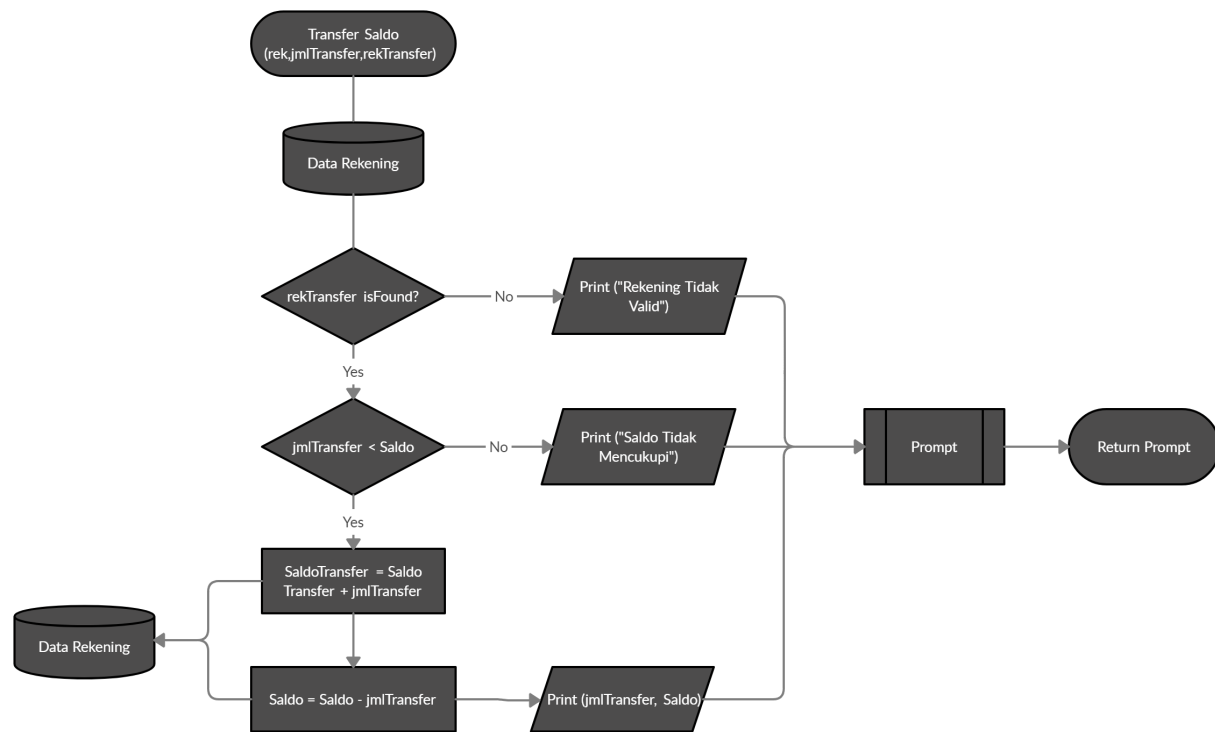 Transfer Saldo
(rek,jmlTransfer,rekTransfer)
Data Rekening
rekTransfer isFound?
No
Print ("Rekening Tidak
Valid")
Yes
jmlTransfer < Saldo
No
Print ("Saldo Tidak
Mencukupi")
Prompt
Return Prompt
Yes
SaldoTransfer = Saldo
Transfer + jmlTransfer
Data Rekening
Saldo = Saldo - jmlTransfer
Print (jmlTransfer, Saldo)